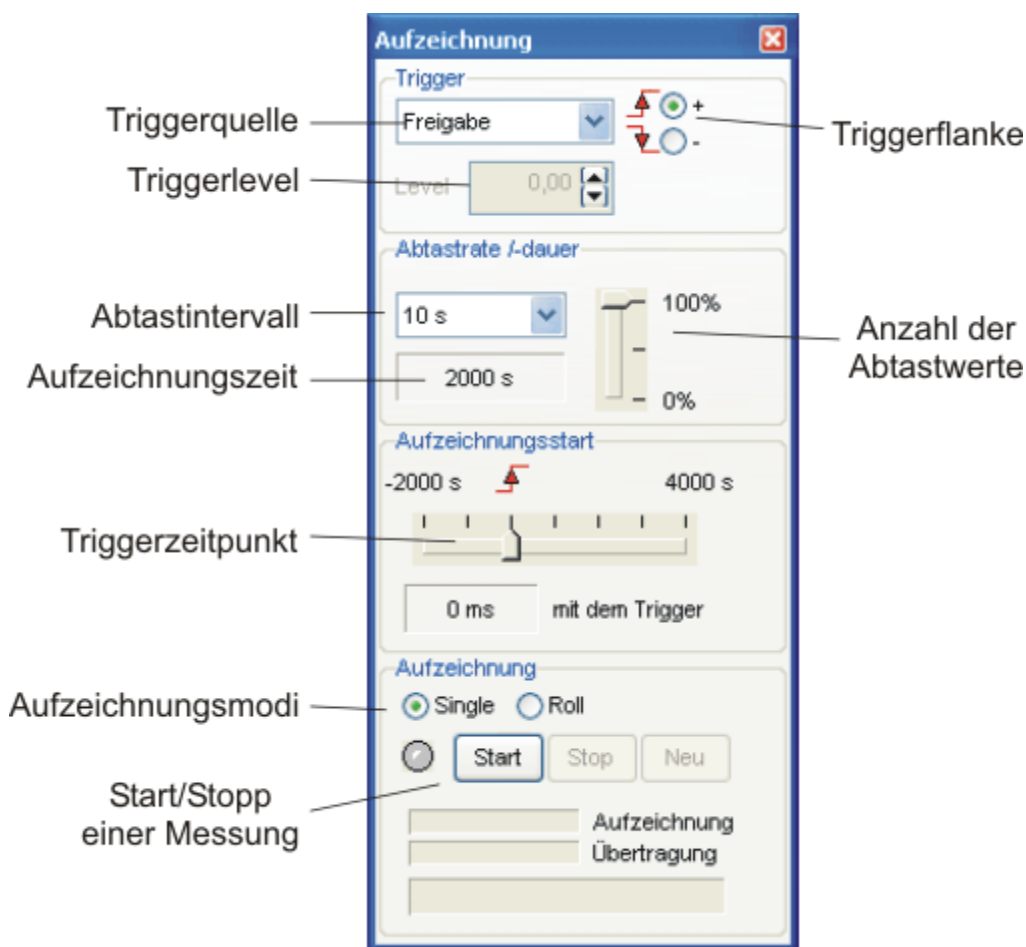 Aufzeichnung
Trigger
Triggerquelle
Freigabe
+
-
Triggerflanke
Triggerlevel
Level
0,00
Abtastrate /-dauer
Abtastintervall
10 s
100%
0%
Anzahl der
Abtastwerte
Aufzeichnungszeit
2000 s
Aufzeichnungsstart
-2000 s
4000 s
Triggerzeitpunkt
0 ms
mit dem Trigger
Aufzeichnung
Aufzeichnungsmodi
Single
Roll
Start
Stop
Neu
Start/Stopp
einer Messung
Aufzeichnung
Übertragung